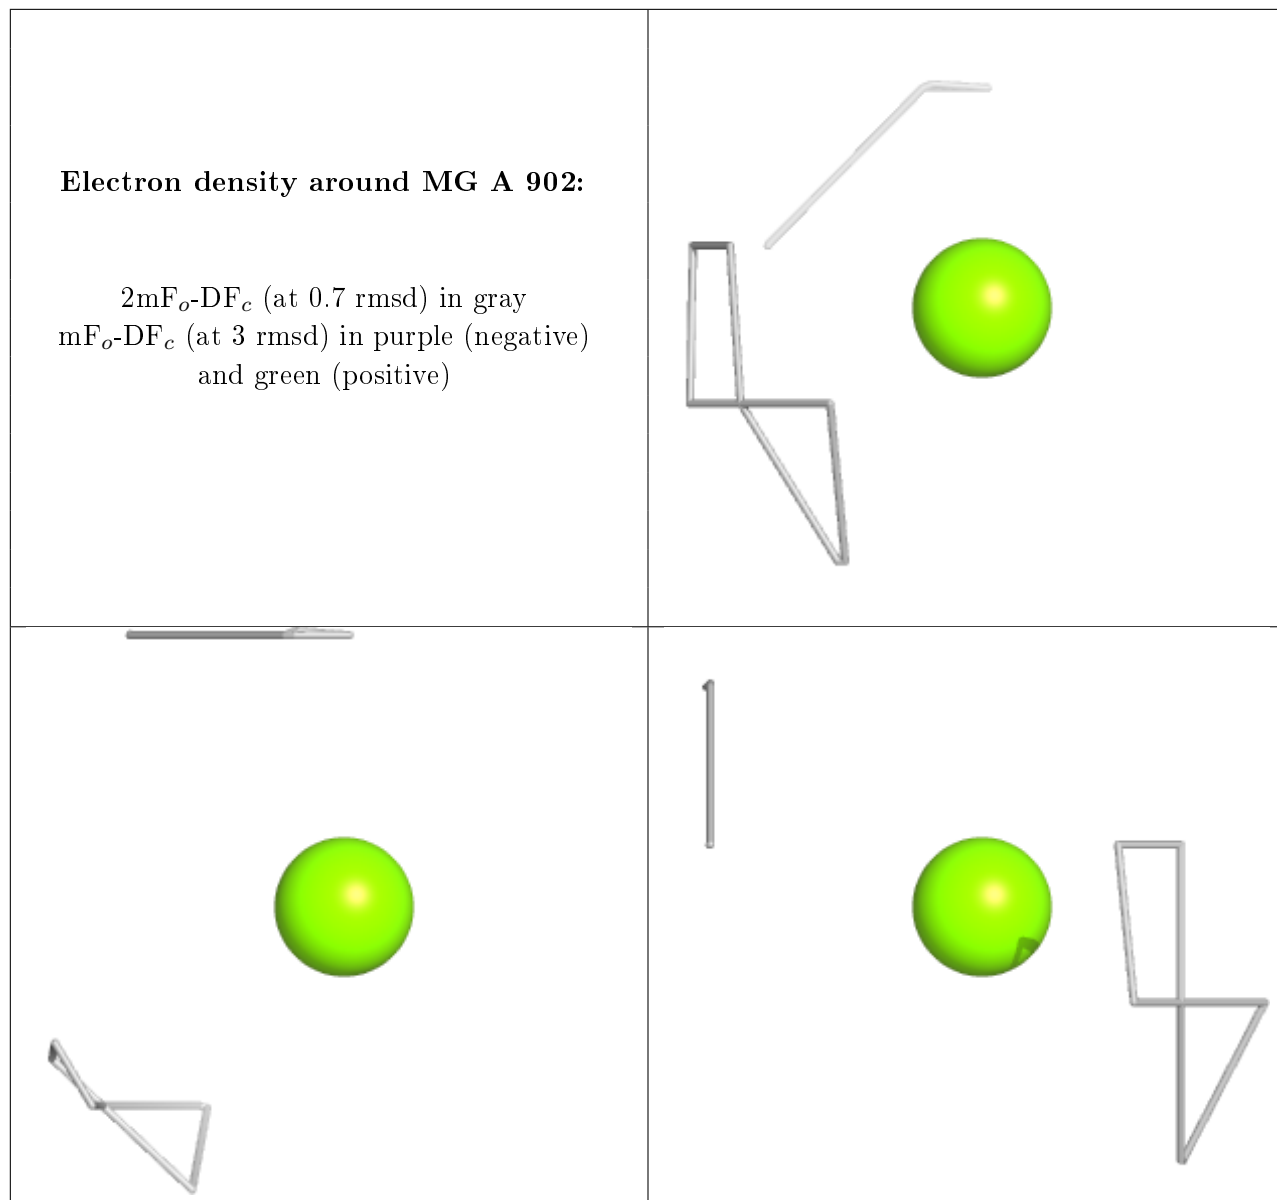 Electron density around MG A 902:
2mFo-DFc (at 0.7 rmsd) in gray
mFo-DFc (at 3 rmsd) in purple (negative)
and green (positive)